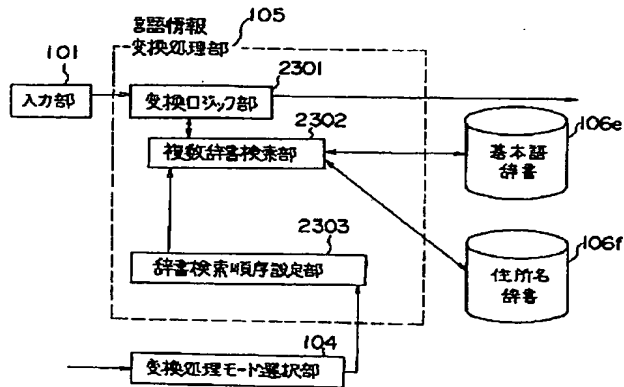 言語情報
変換処理部
105
101
入力部
2301
変換ロジック部
2302
複数辞書検索部
106e
基本語
辞書
2303
辞書検索順序設定部
106f
住所名
辞書
104
変換処理モード選択部